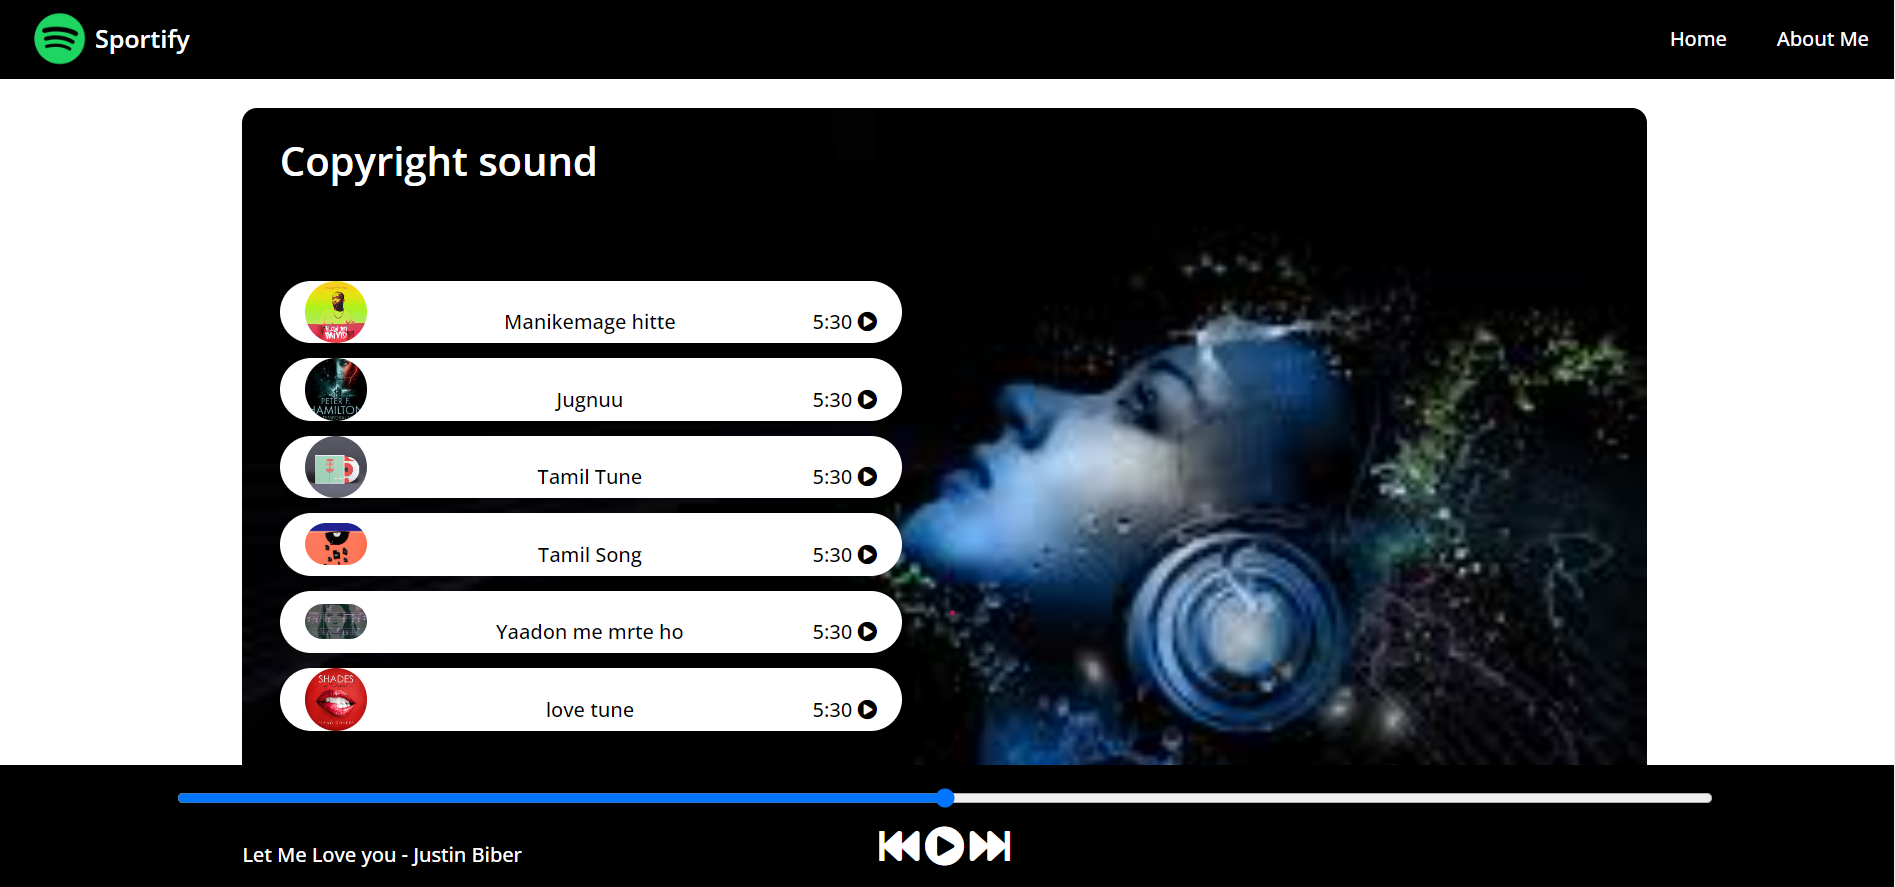 Sportify
Home
About Me
Copyright sound
Manikemage hitte
5:30
PETER F.
HAMILTON
Jugnuu
5:30
Tamil Tune
5:30
Tamil Song
5:30
Yaadon me mrte ho
5:30
SHADES
love tune
5:30
Let Me Love you - Justin Biber